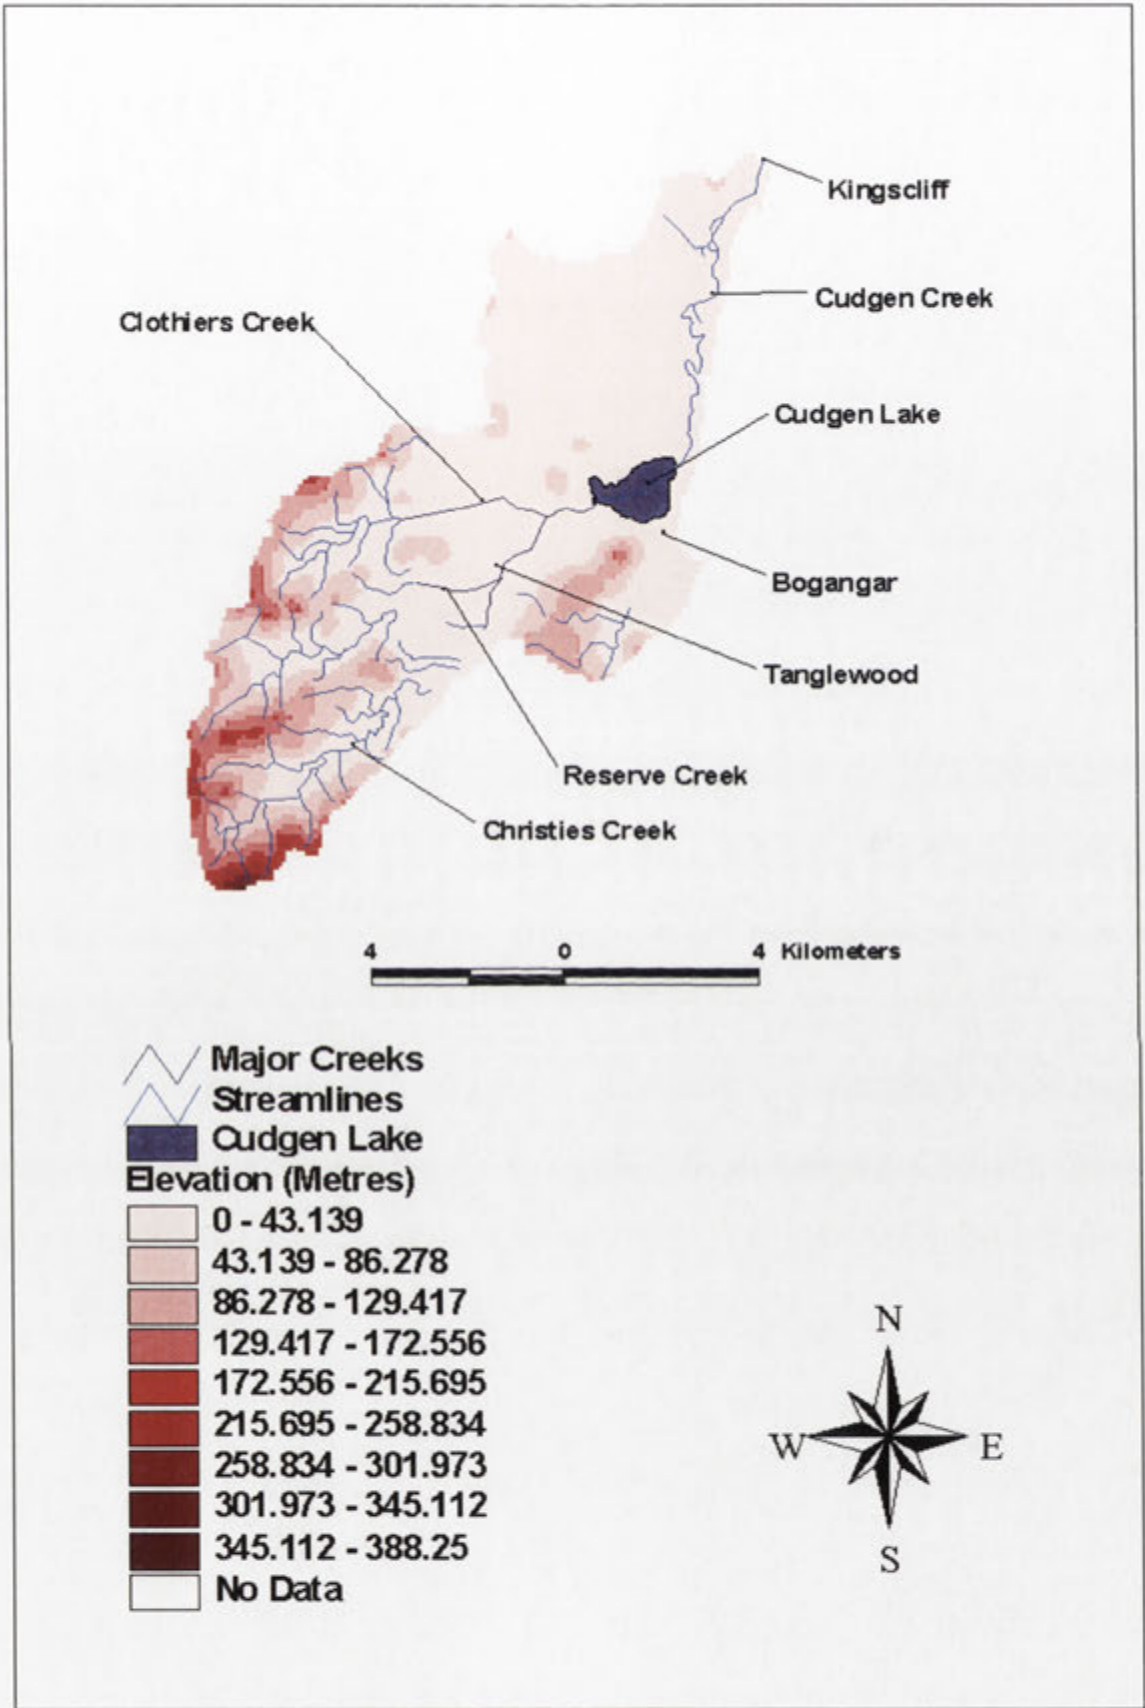 Kingscliff
Cudgen Creek
Clothiers Creek
Cudgen Lake
Bogangar
Tanglewood
Reserve Creek
Christies Creek
4 0 4 Kilometers
Major Creeks
Streamlines
Cudgen Lake
Elevation (Metres)
0 - 43.139
43.139 - 86.278
86.278 - 129.417
129.417 - 172.556
172.556 - 215.695
215.695 - 258.834
258.834 - 301.973
301.973 - 345.112
345.112 - 388.25
No Data
N
W E
S